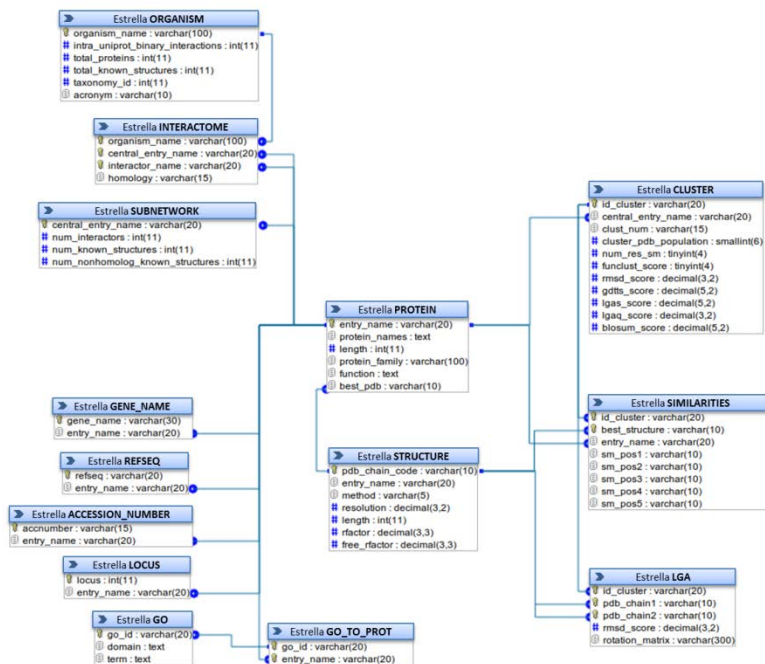 Estrella ORGANISM
organism_name : varchar(100)
# intra_uniprot_binary_interactions : int(11)
# total_proteins : int(11)
# total_known_structures : int(11)
# taxonomy_id : int(11)
acronym : varchar(10)
Estrella INTERACTOME
organism_name : varchar(100)
central_entry_name : varchar(20)
interactor_name : varchar(20)
homology : varchar(15)
Estrella SUBNETWORK
central_entry_name : varchar(20)
# num_interactors : int(11)
# num_known_structures : int(11)
# num_nonhomolog_known_structures : int(11)
Estrella GENE_NAME
gene_name : varchar(30)
entry_name : varchar(20)
Estrella REFSEQ
refseq : varchar(20)
entry_name : varchar(20)
Estrella ACCESSION_NUMBER
accnumber : varchar(15)
entry_name : varchar(20)
Estrella LOCUS
locus : int(11)
entry_name : varchar(20)
Estrella GO
go_id : varchar(20)
domain : text
term : text
Estrella GO_TO_PROT
go_id : varchar(20)
entry_name : varchar(20)
Estrella PROTEIN
entry_name : varchar(20)
protein_names : text
# length : int(11)
protein_family : varchar(100)
function : text
best_pdb : varchar(10)
Estrella STRUCTURE
pdb_chain_code : varchar(10)
entry_name : varchar(20)
method : varchar(5)
# resolution : decimal(3,2)
# length : int(11)
# rfactor : decimal(3,3)
# free_rfactor : decimal(3,3)
Estrella CLUSTER
id_cluster : varchar(20)
central_entry_name : varchar(20)
clust_num : varchar(15)
# cluster_pdb_population : smallint(6)
# num_res_sm : tinyint(4)
# funclust_score : tinyint(4)
# rmsd_score : decimal(3,2)
# gdtts_score : decimal(5,2)
# lgas_score : decimal(5,2)
# lgaq_score : decimal(3,2)
# blosum_score : decimal(5,2)
Estrella SIMILARITIES
id_cluster : varchar(20)
best_structure : varchar(10)
entry_name : varchar(20)
sm_pos1 : varchar(10)
sm_pos2 : varchar(10)
sm_pos3 : varchar(10)
sm_pos4 : varchar(10)
sm_pos5 : varchar(10)
Estrella LGA
id_cluster : varchar(20)
pdb_chain1 : varchar(10)
pdb_chain2 : varchar(10)
# rmsd_score : decimal(3,2)
rotation_matrix : varchar(300)